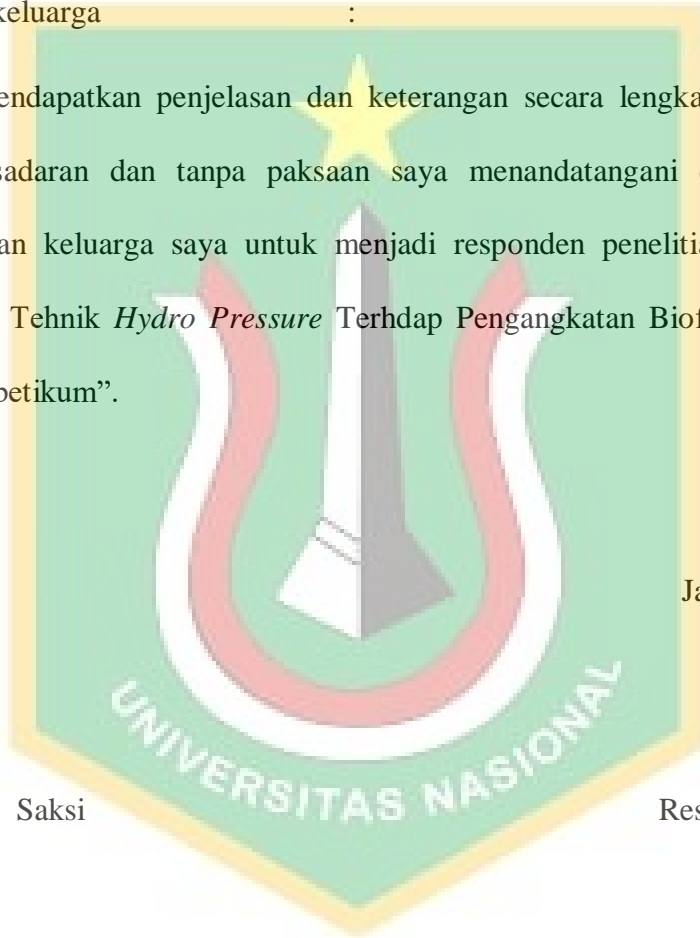 keluarga :
endapatkan penjelasan dan keterangan secara lengka
sadaran dan tanpa paksaan saya menandatangani
an keluarga saya untuk menjadi responden peneliti
Tehnik Hydro Pressure Terhdap Pengangkatan Biof
betikum”.
Ja
UNIVERSITAS NASIONAL
Saksi Res